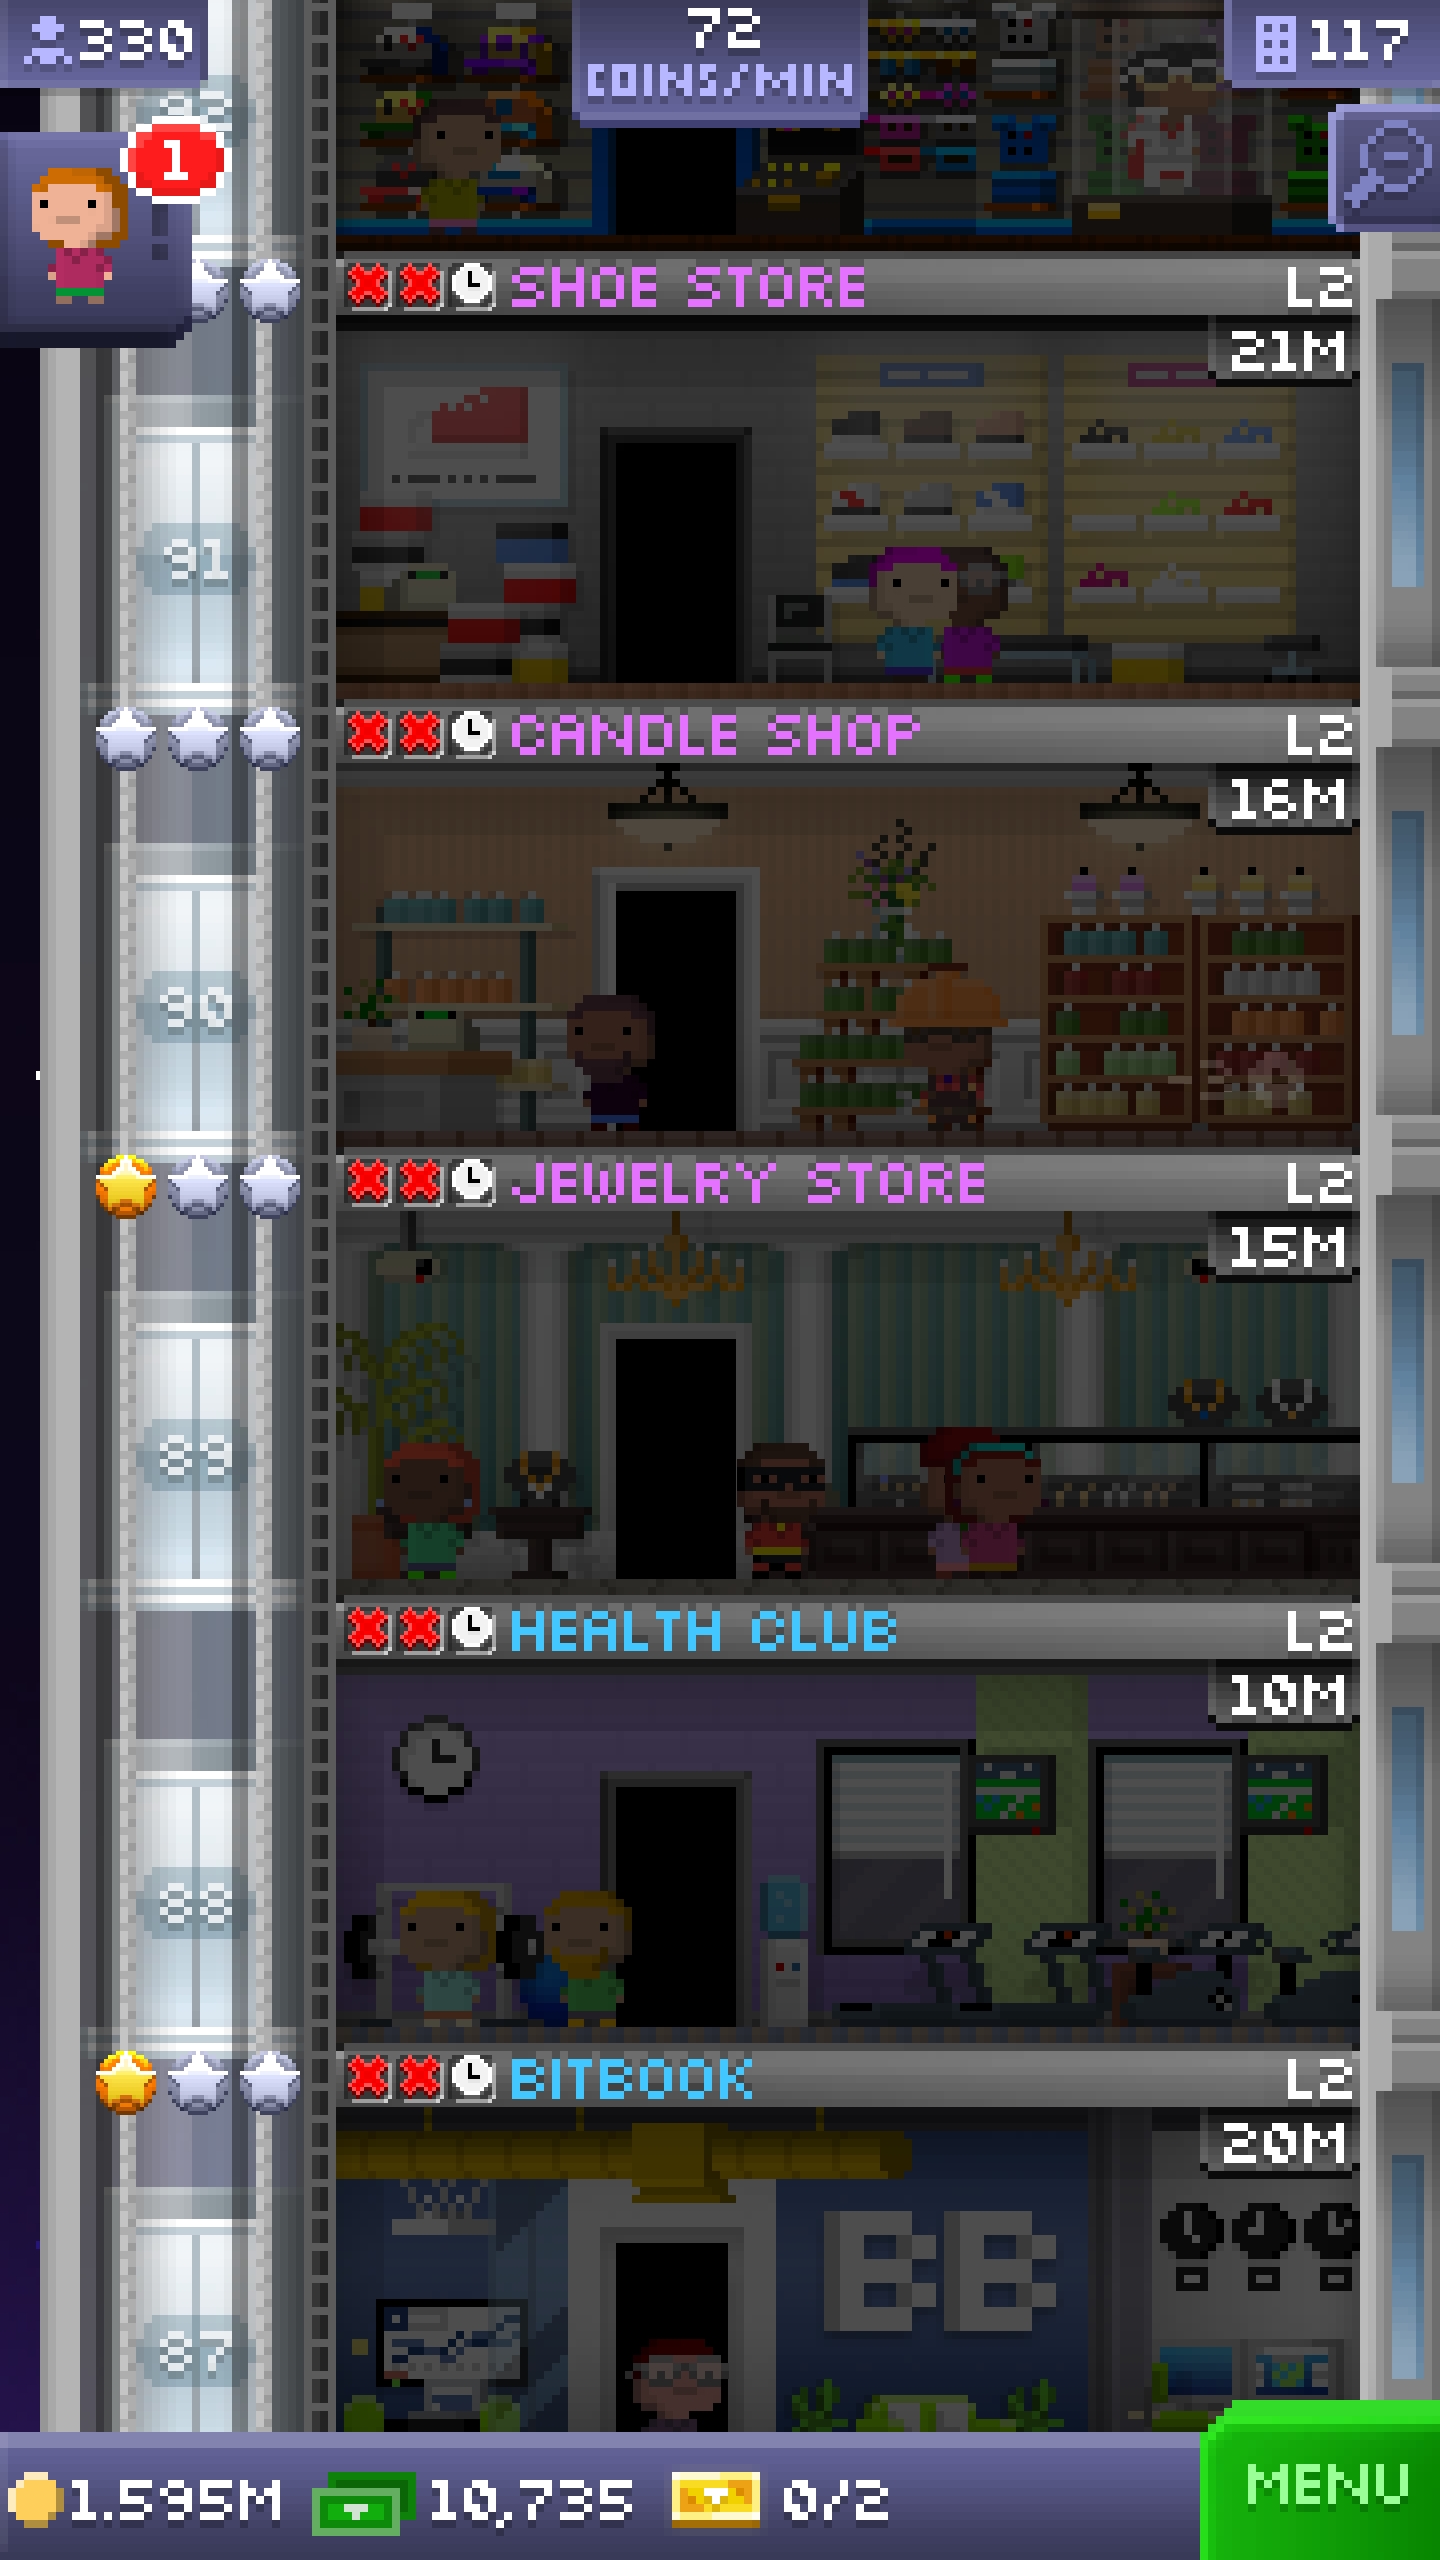 330
72
COINS/MIN
117
1
SHOE STORE L2
21M
91
CANDLE SHOP L2
16M
90
JEWELRY STORE L2
15M
89
HEALTH CLUB L2
10M
88
BITBOOK L2
20M
BB
87
1.595M 10,735 0/2 MENU